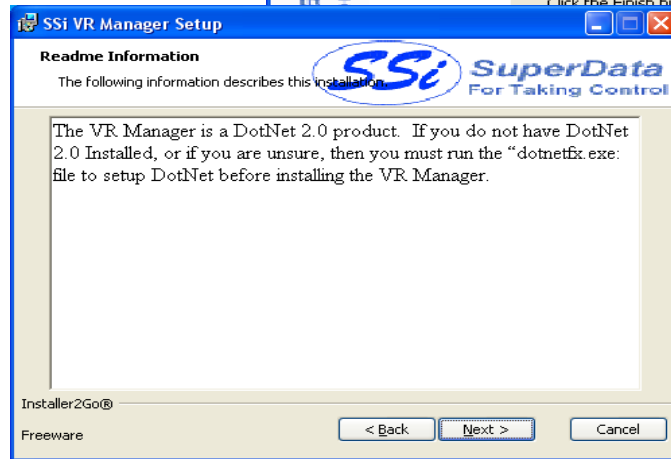 Click the Finish bu
SSi VR Manager Setup
Readme Information
The following information describes this installation.
SSi
SuperData
For Taking Control
The VR Manager is a DotNet 2.0 product.  If you do not have DotNet
2.0 Installed, or if you are unsure, then you must run the “dotnetfx.exe:
file to setup DotNet before installing the VR Manager.
Installer2Go®
Freeware
< Back
Next >
Cancel